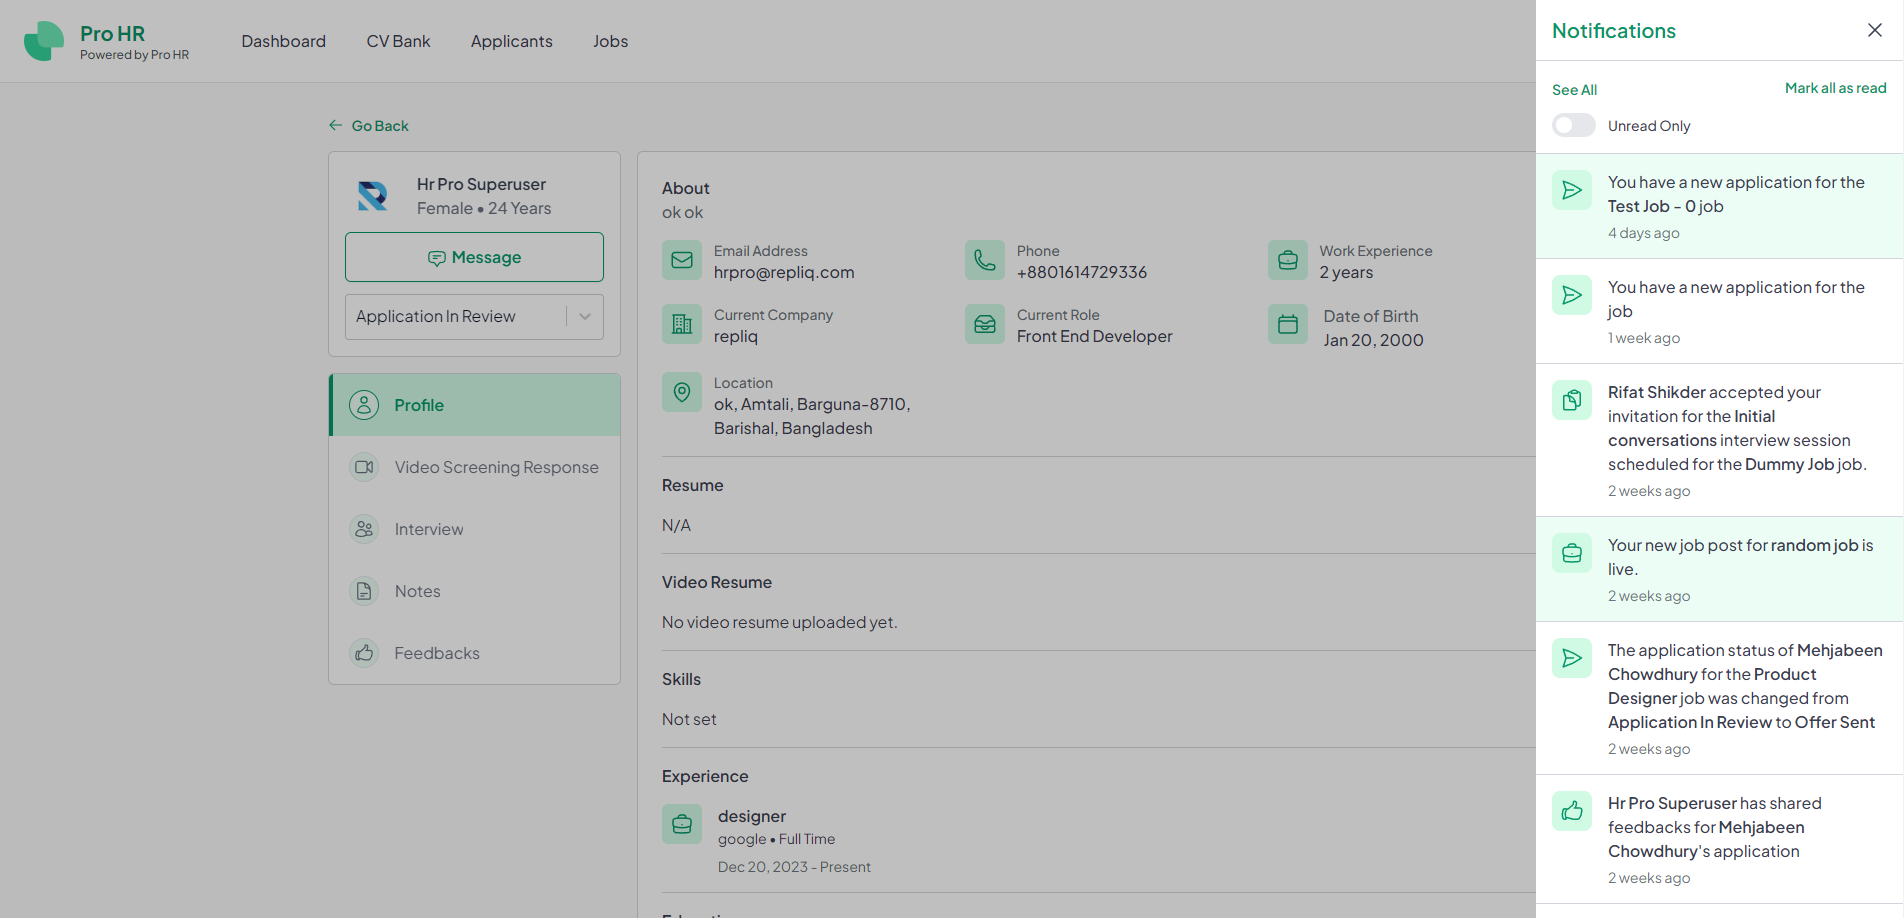 Pro HR
Powered by Pro HR
Dashboard
CV Bank
Applicants
Jobs
Go Back
Hr Pro Superuser
Female • 24 Years
Message
Application In Review
Profile
Video Screening Response
Interview
Notes
Feedbacks
About
ok ok
Email Address
hrpro@repliq.com
Phone
+8801614729336
Work Experience
2 years
Current Company
repliq
Current Role
Front End Developer
Date of Birth
Jan 20, 2000
Location
ok, Amtali, Barguna-8710,
Barishal, Bangladesh
Resume
N/A
Video Resume
No video resume uploaded yet.
Skills
Not set
Experience
designer
google • Full Time
Dec 20, 2023 - Present
Notifications
See All
Mark all as read
Unread Only
You have a new application for the
Test Job - 0 job
4 days ago
You have a new application for the
job
1 week ago
Rifat Shikder accepted your
invitation for the Initial
conversations interview session
scheduled for the Dummy Job job.
2 weeks ago
Your new job post for random job is
live.
2 weeks ago
The application status of Mehjabeen
Chowdhury for the Product
Designer job was changed from
Application In Review to Offer Sent
2 weeks ago
Hr Pro Superuser has shared
feedbacks for Mehjabeen
Chowdhury's application
2 weeks ago